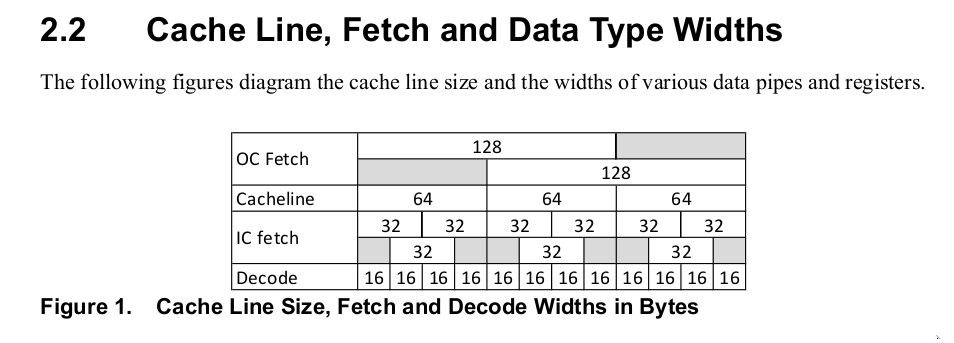 2.2 Cache Line, Fetch and Data Type Widths
The following figures diagram the cache line size and the widths of various data pipes and registers.
OC Fetch
128
128
Cacheline 64 64 64
IC fetch
32 32 32 32 32 32
32 32 32
Decode 16 16 16 16 16 16 16 16 16 16 16 16
Figure 1. Cache Line Size, Fetch and Decode Widths in Bytes